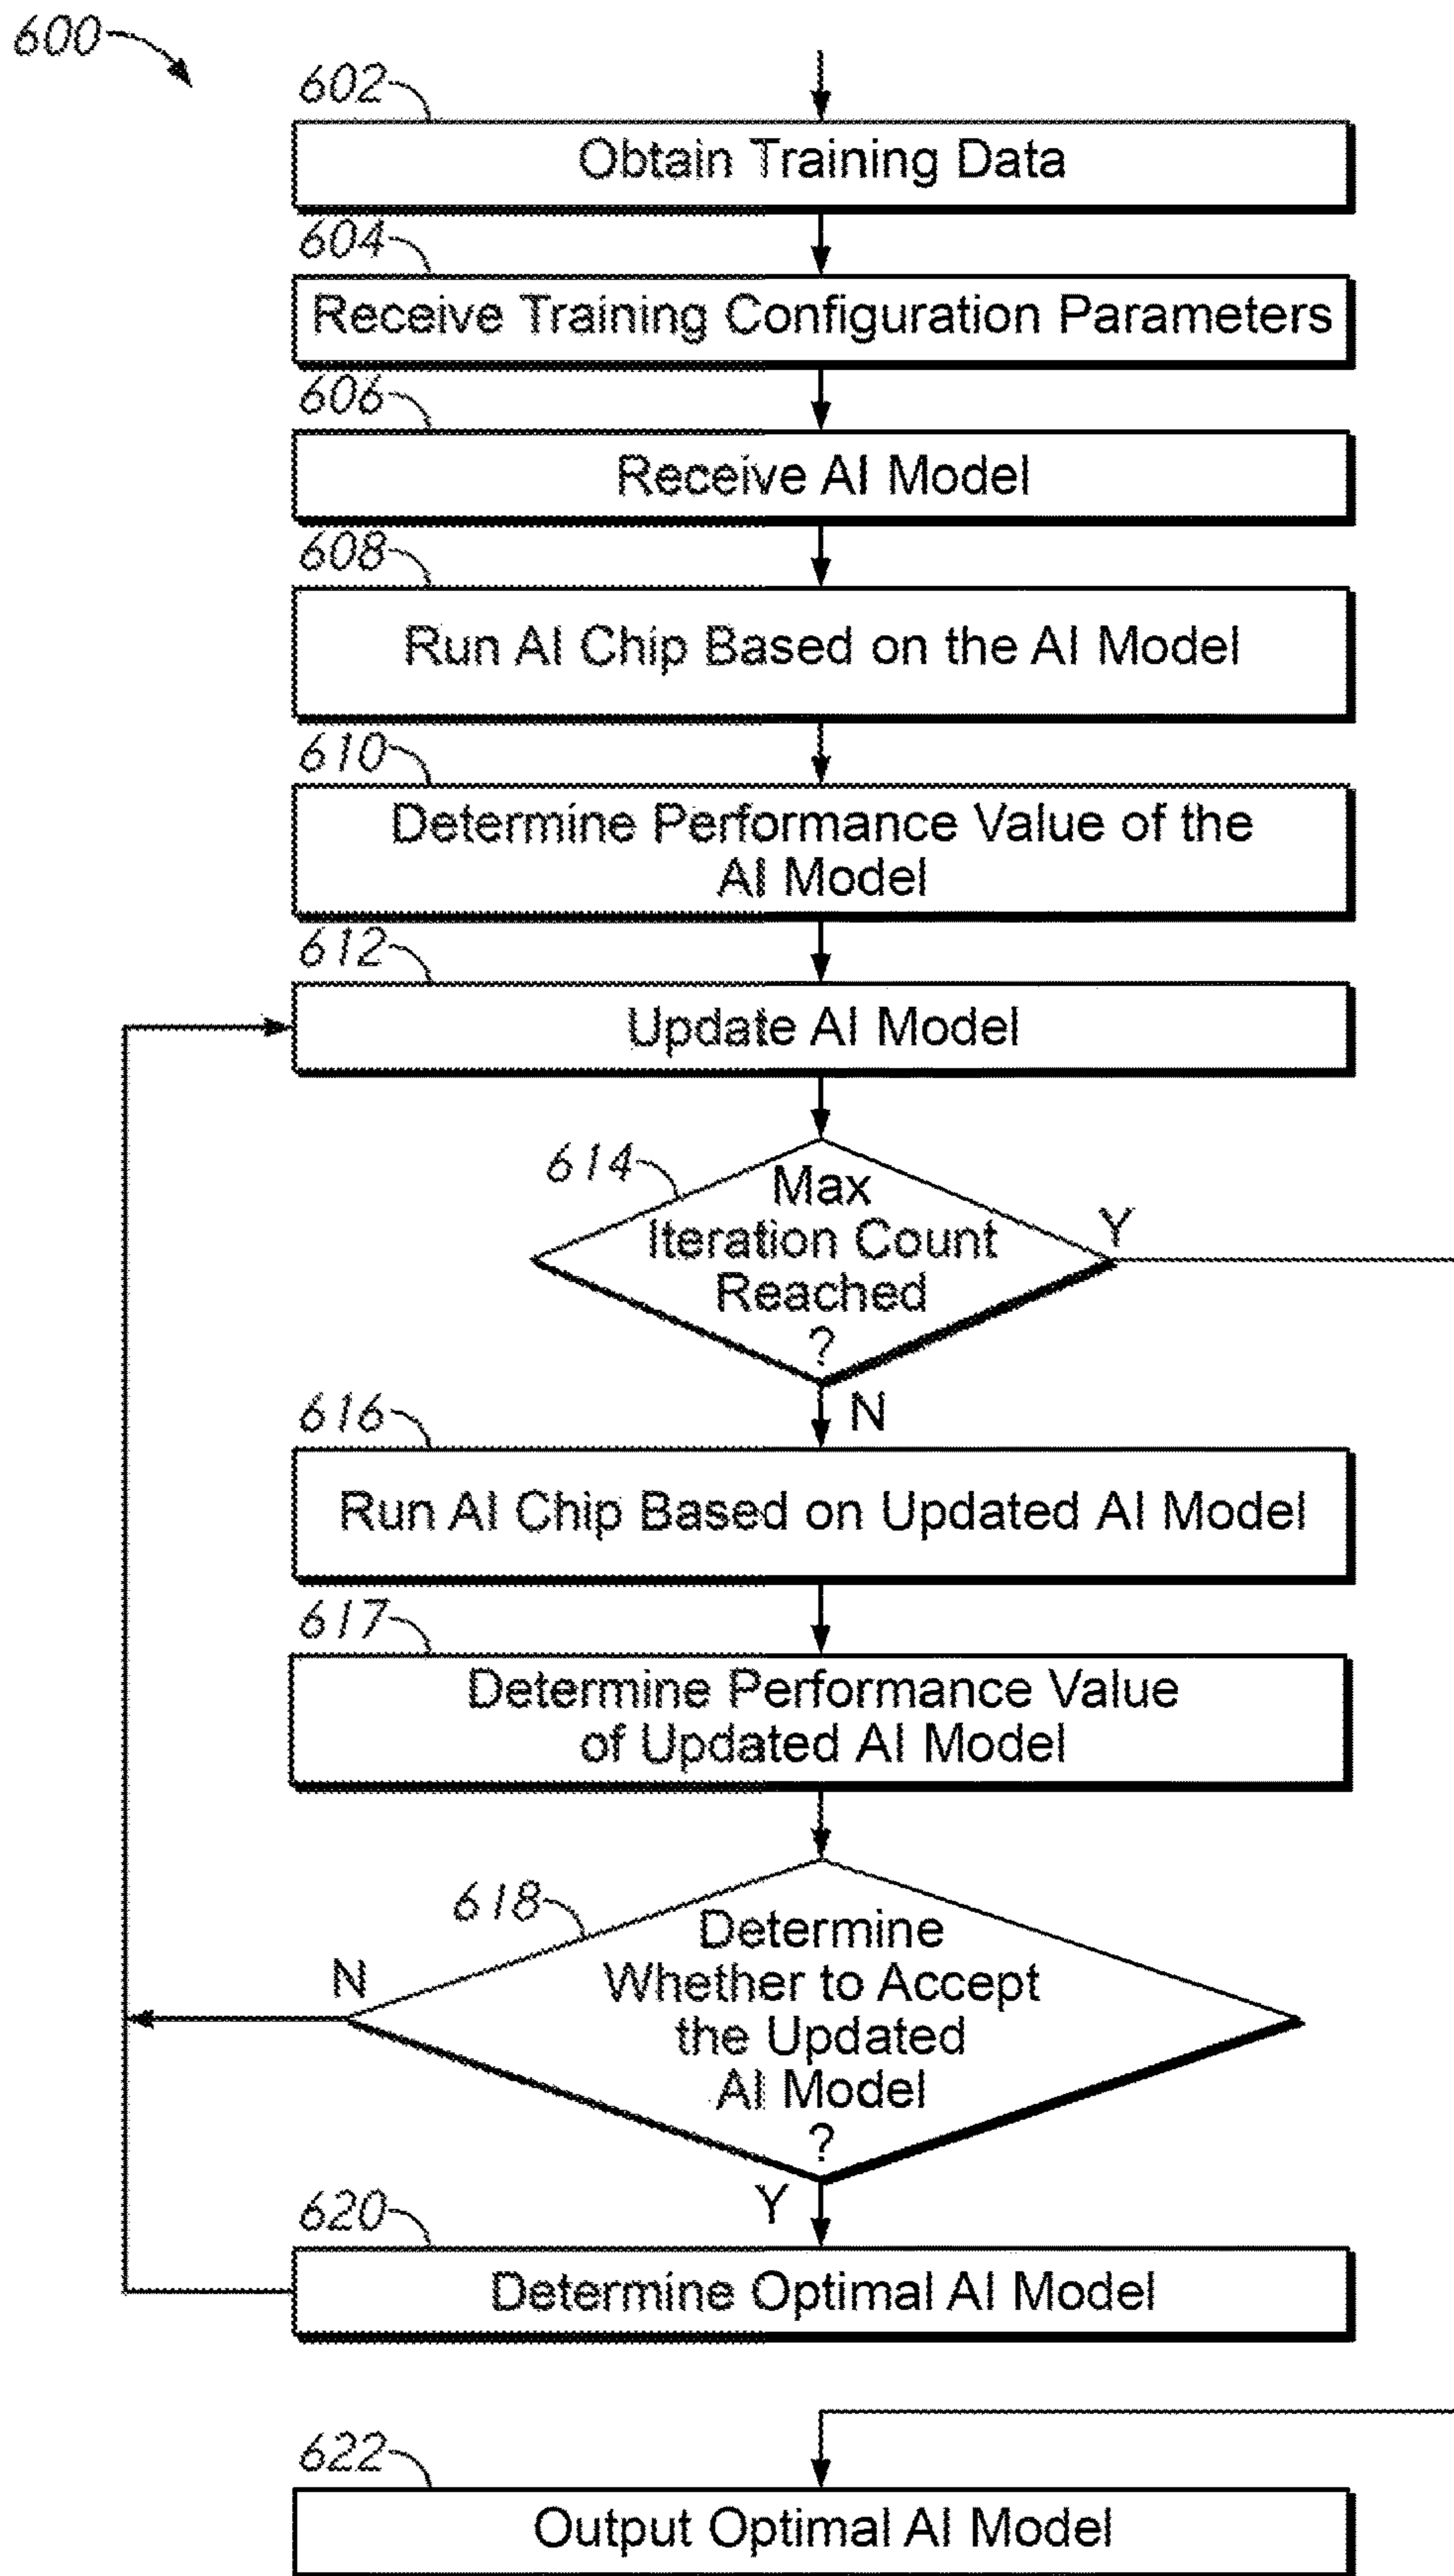 600
602
Obtain Training Data
604
Receive Training Configuration Parameters
606
Receive AI Model
608
Run AI Chip Based on the AI Model
610
Determine Performance Value of the
AI Model
612
Update AI Model
614
Max
Iteration Count
Reached
?
Y
N
616
Run AI Chip Based on Updated AI Model
617
Determine Performance Value
of Updated AI Model
618
Determine
Whether to Accept
the Updated
AI Model
?
N
Y
620
Determine Optimal AI Model
622
Output Optimal AI Model